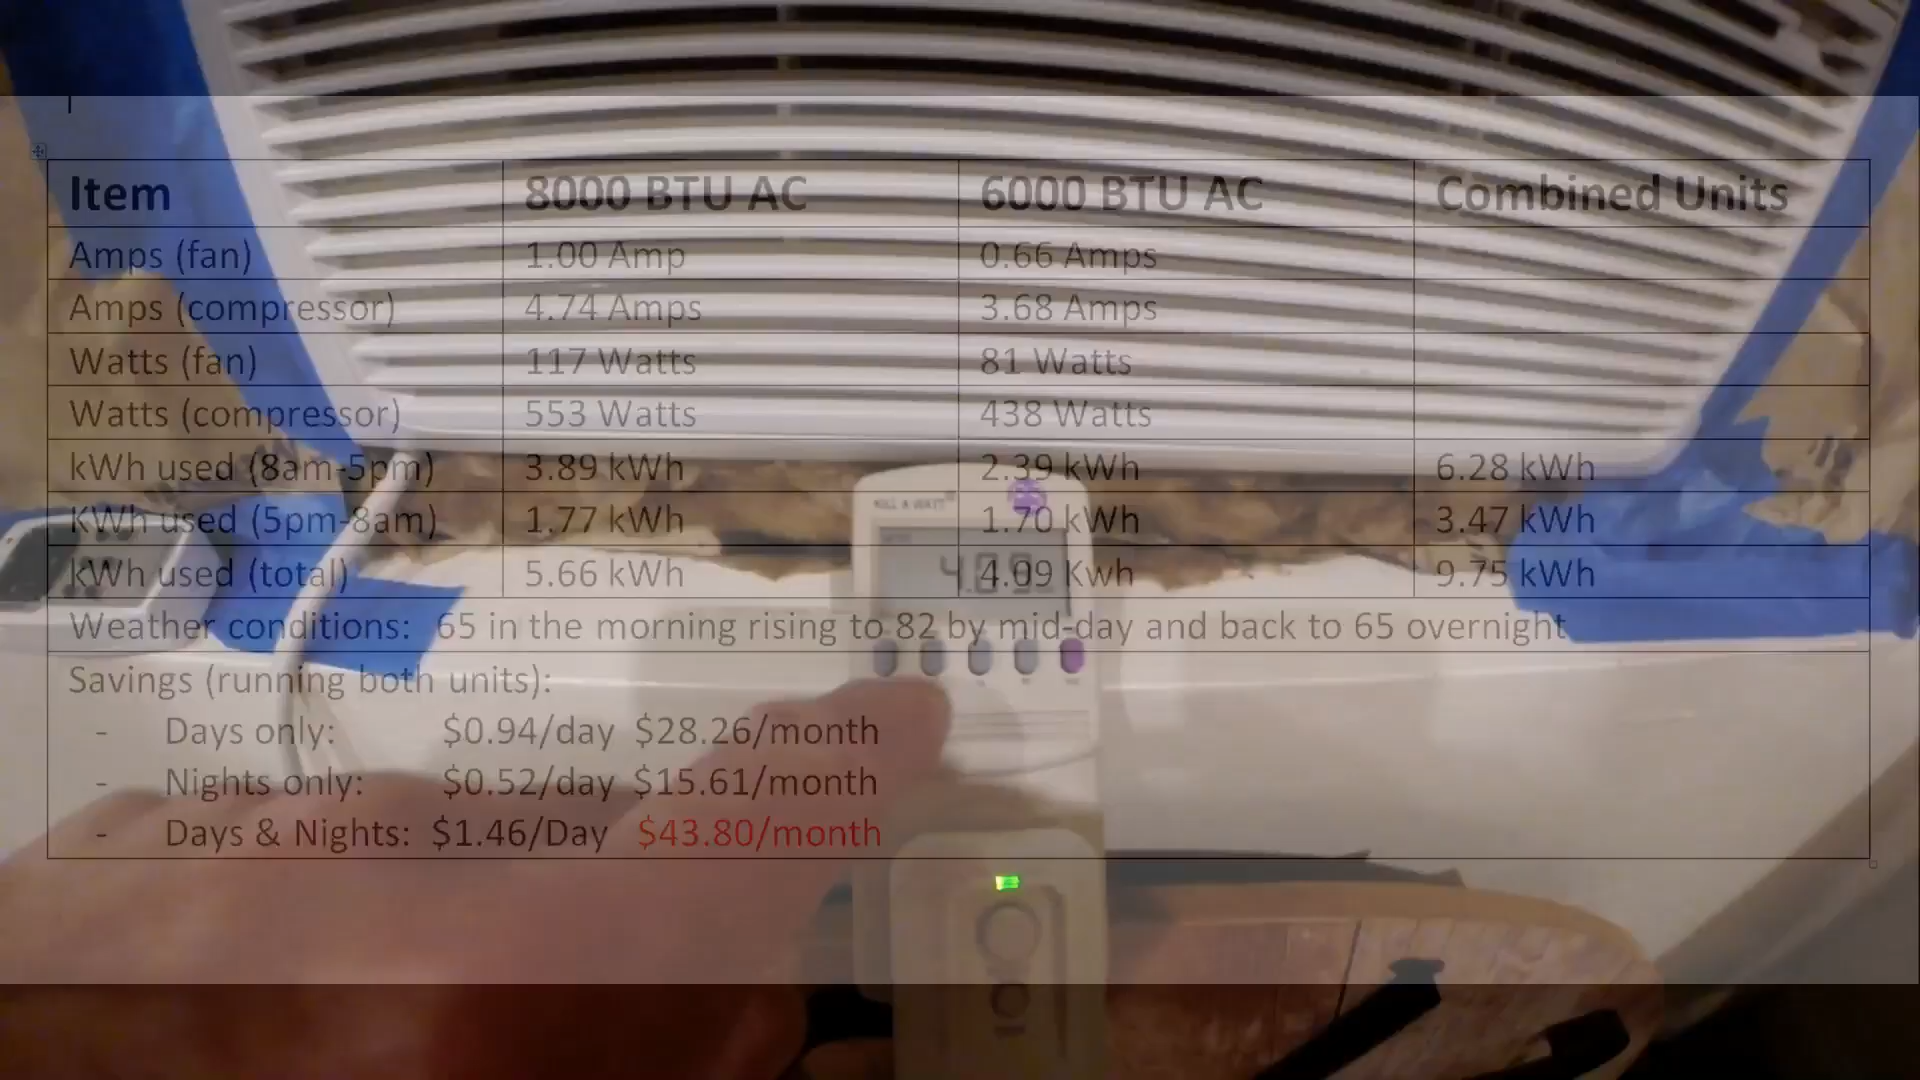 Item 8000 BTU AC 6000 BTU AC Combined Units
Amps (fan) 1.00 Amp 0.66 Amps
Amps (compressor) 4.74 Amps 3.68 Amps
Watts (fan) 117 Watts 81 Watts
Watts (compressor) 553 Watts 438 Watts
kWh used (8am-5pm) 3.89 kWh 2.39 kWh 6.28 kWh
KWh used (5pm-8am) 1.77 kWh 1.70 kWh 3.47 kWh
kWh used (total) 5.66 kWh 4.09 Kwh 9.75 kWh
Weather conditions: 65 in the morning rising to 82 by mid-day and back to 65 overnight
Savings (running both units):
- Days only: $0.94/day $28.26/month
- Nights only: $0.52/day $15.61/month
- Days & Nights: $1.46/Day $43.80/month
KILL A WATT